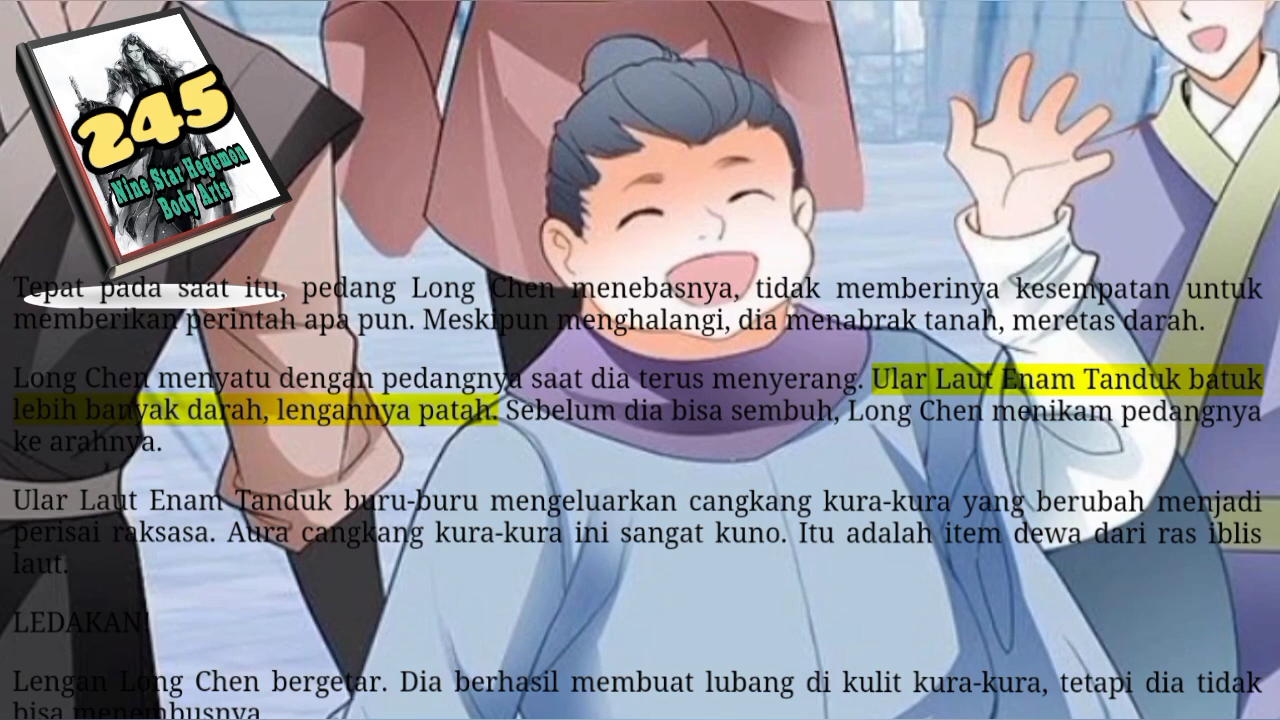 245
Nine Star Hegemon
Body Arts
Tepat pada saat itu, pedang Long Chen menebasnya, tidak memberinya kesempatan untuk
memberikan perintah apa pun. Meskipun menghalangi, dia menabrak tanah, meretas darah.
Long Chen menyatu dengan pedangnya saat dia terus menyerang. Ular Laut Enam Tanduk batuk
lebih banyak darah, lengannya patah. Sebelum dia bisa sembuh, Long Chen menikam pedangnya
ke arahnya.
Ular Laut Enam Tanduk buru-buru mengeluarkan cangkang kura-kura yang berubah menjadi
perisai raksasa. Aura cangkang kura-kura ini sangat kuno. Itu adalah item dewa dari ras iblis
laut.
LEDAKAN!
Lengan Long Chen bergetar. Dia berhasil membuat lubang di kulit kura-kura, tetapi dia tidak
bisa menembusnya.